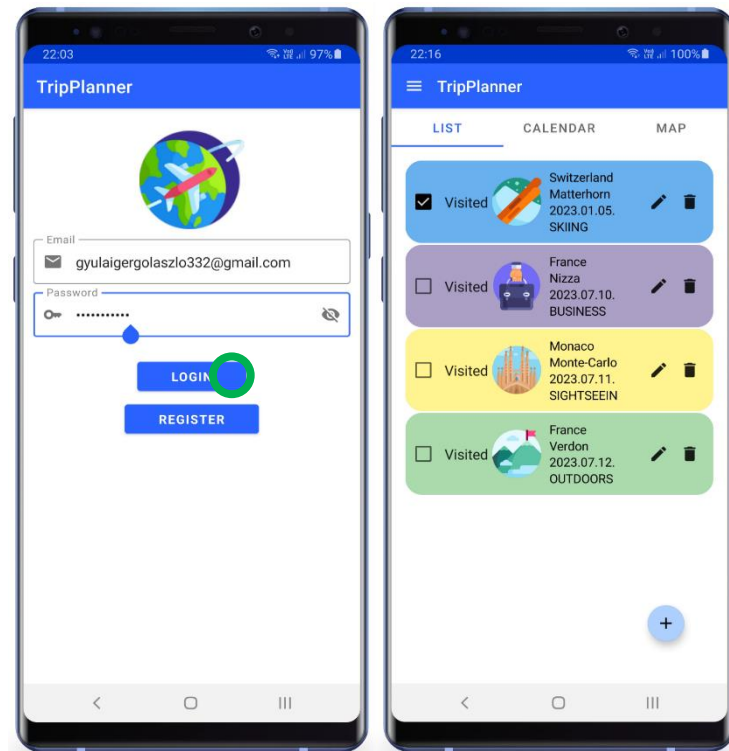 22:03
97%
TripPlanner
Email
gyulaigergolaszlo332@gmail.com
Password
LOGIN
REGISTER
22:16
100%
TripPlanner
LIST CALENDAR MAP
Visited
Switzerland
Matterhorn
2023.01.05.
SKIING
Visited
France
Nizza
2023.07.10.
BUSINESS
Visited
Monaco
Monte-Carlo
2023.07.11.
SIGHTSEEIN
Visited
France
Verdon
2023.07.12.
OUTDOORS